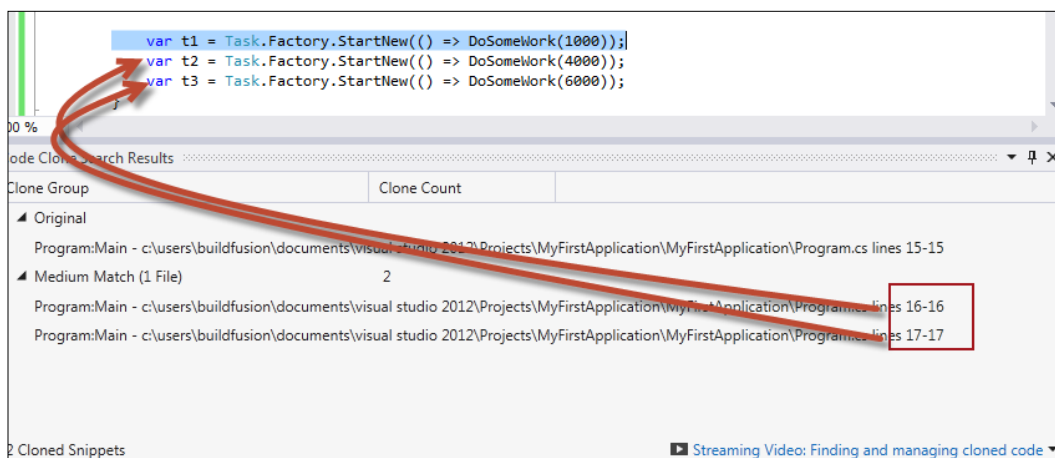 var t1 = Task.Factory.StartNew(() => DoSomeWork(1000));
var t2 = Task.Factory.StartNew(() => DoSomeWork(4000));
var t3 = Task.Factory.StartNew(() => DoSomeWork(6000));
}
00 %
ode Clone Search Results
Clone Group Clone Count
Original
Program:Main - c:\users\buildfusion\documents\visual studio 2012\Projects\MyFirstApplication\MyFirstApplication\Program.cs lines 15-15
Medium Match (1 File) 2
Program:Main - c:\users\buildfusion\documents\visual studio 2012\Projects\MyFirstApplication\MyFirstApplication\Program.cs lines 16-16
Program:Main - c:\users\buildfusion\documents\visual studio 2012\Projects\MyFirstApplication\MyFirstApplication\Program.cs lines 17-17
2 Cloned Snippets Streaming Video: Finding and managing cloned code